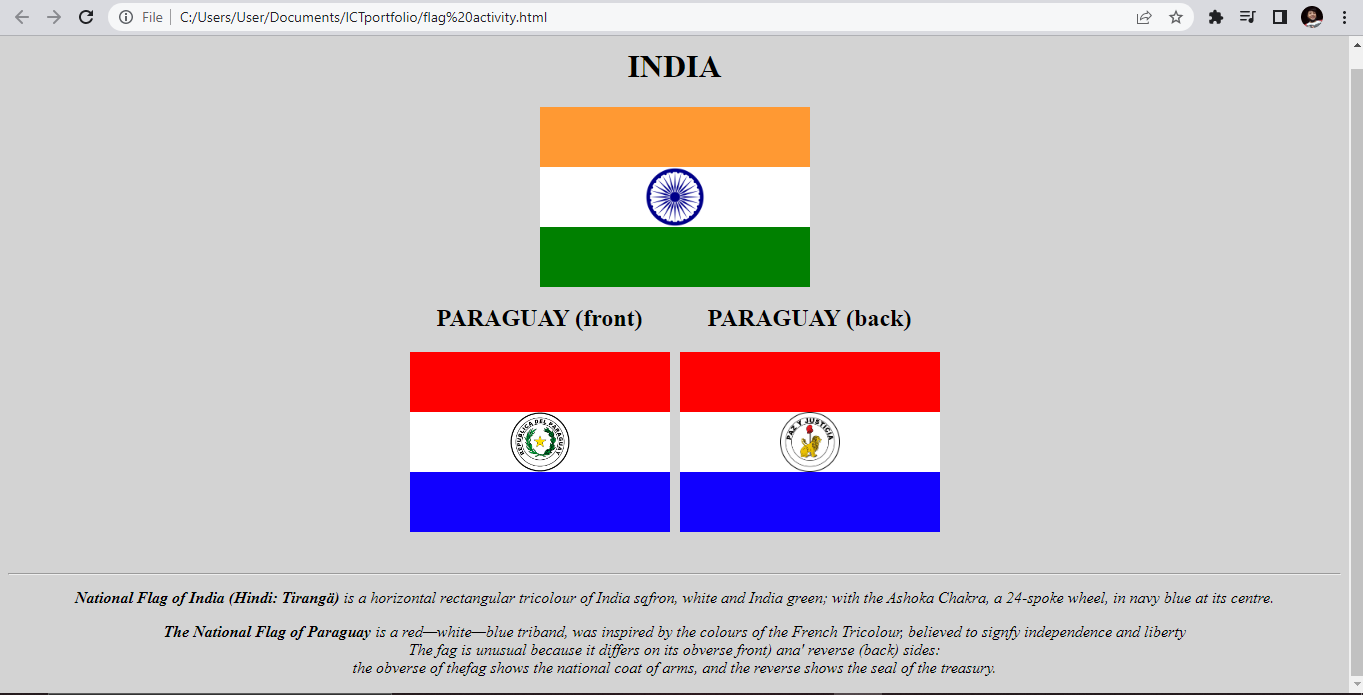 File | C:/Users/User/Documents/ICTportfolio/flag%20activity.html
INDIA
PARAGUAY (front) PARAGUAY (back)
REPUBLICA DEL PARAGUAY
PAZ Y JUSTICIA
National Flag of India (Hindi: Tirangä) is a horizontal rectangular tricolour of India sqfron, white and India green; with the Ashoka Chakra, a 24-spoke wheel, in navy blue at its centre.
The National Flag of Paraguay is a red—white—blue triband, was inspired by the colours of the French Tricolour, believed to signfy independence and liberty
The fag is unusual because it differs on its obverse front) ana' reverse (back) sides:
the obverse of thefag shows the national coat of arms, and the reverse shows the seal of the treasury.